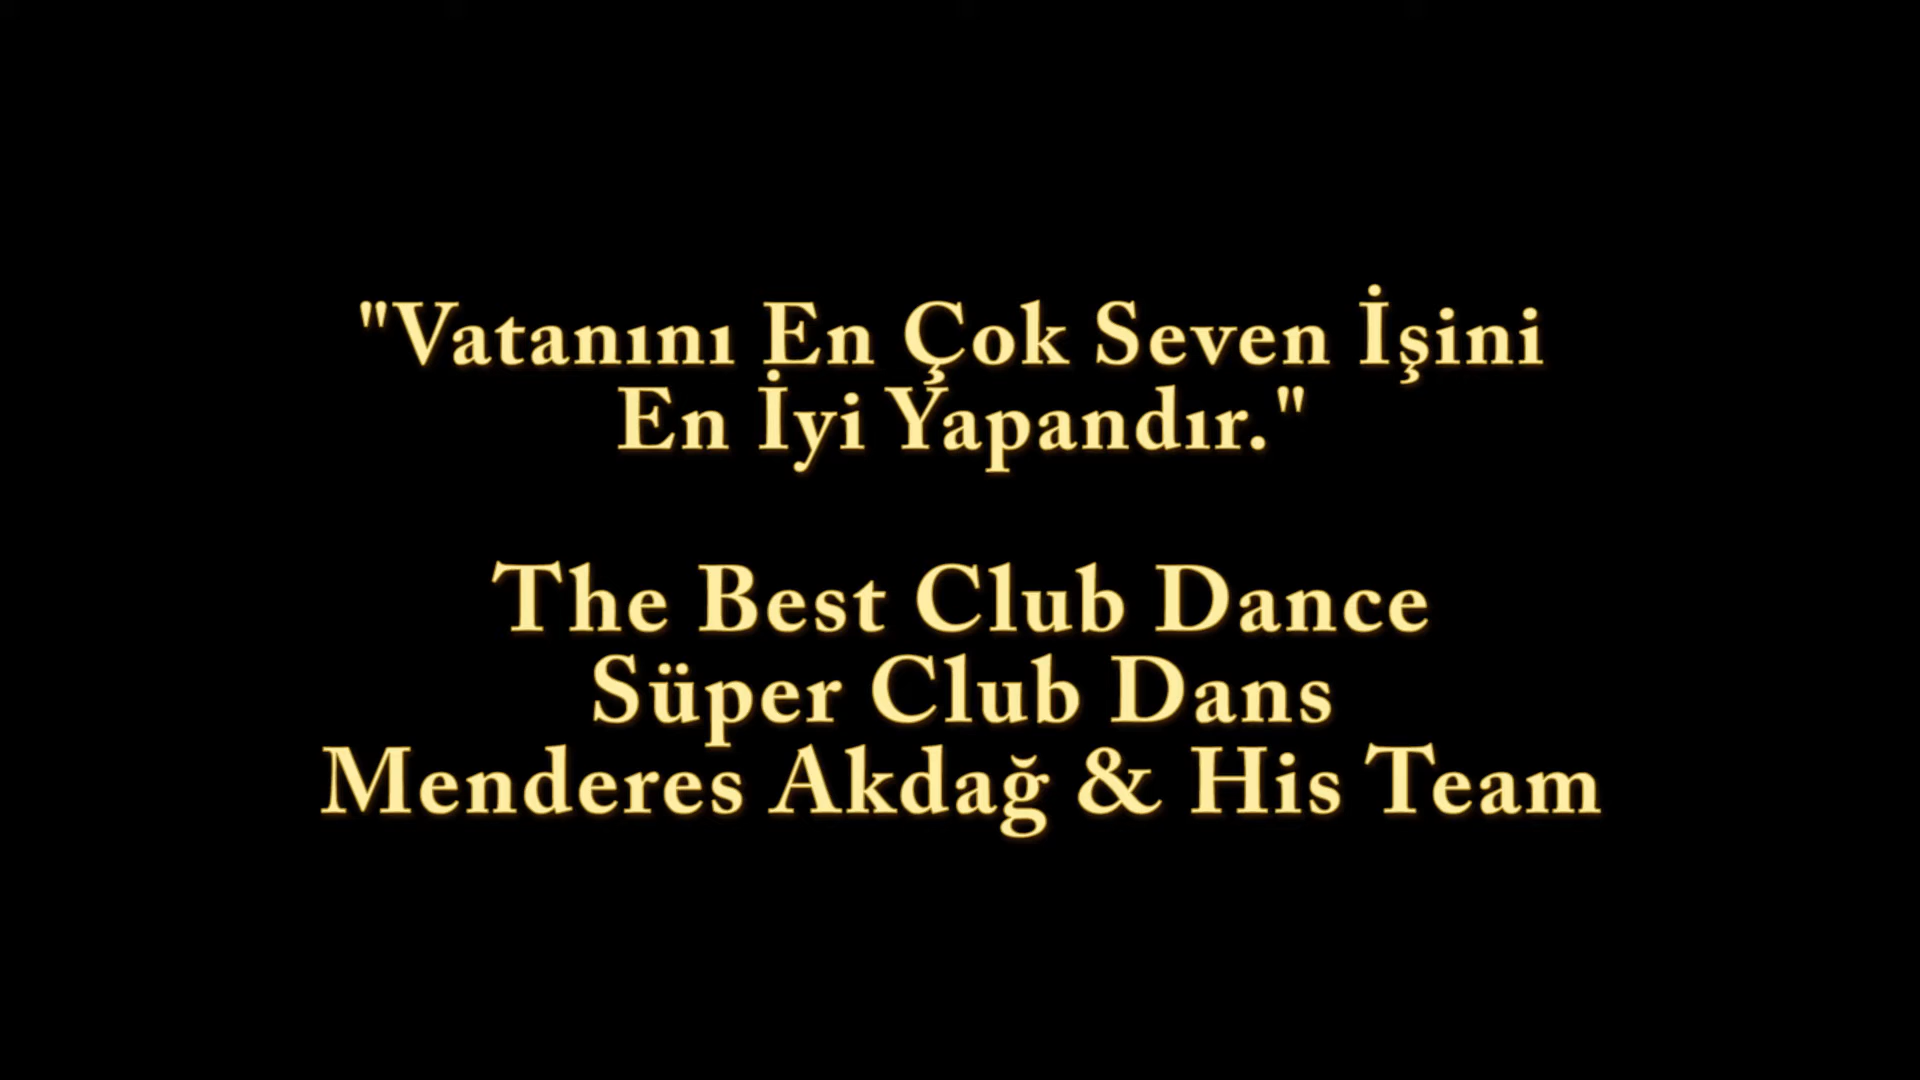 "Vatanını En Çok Seven İşini
En İyi Yapandır."
The Best Club Dance
Süper Club Dans
Menderes Akdağ & His Team